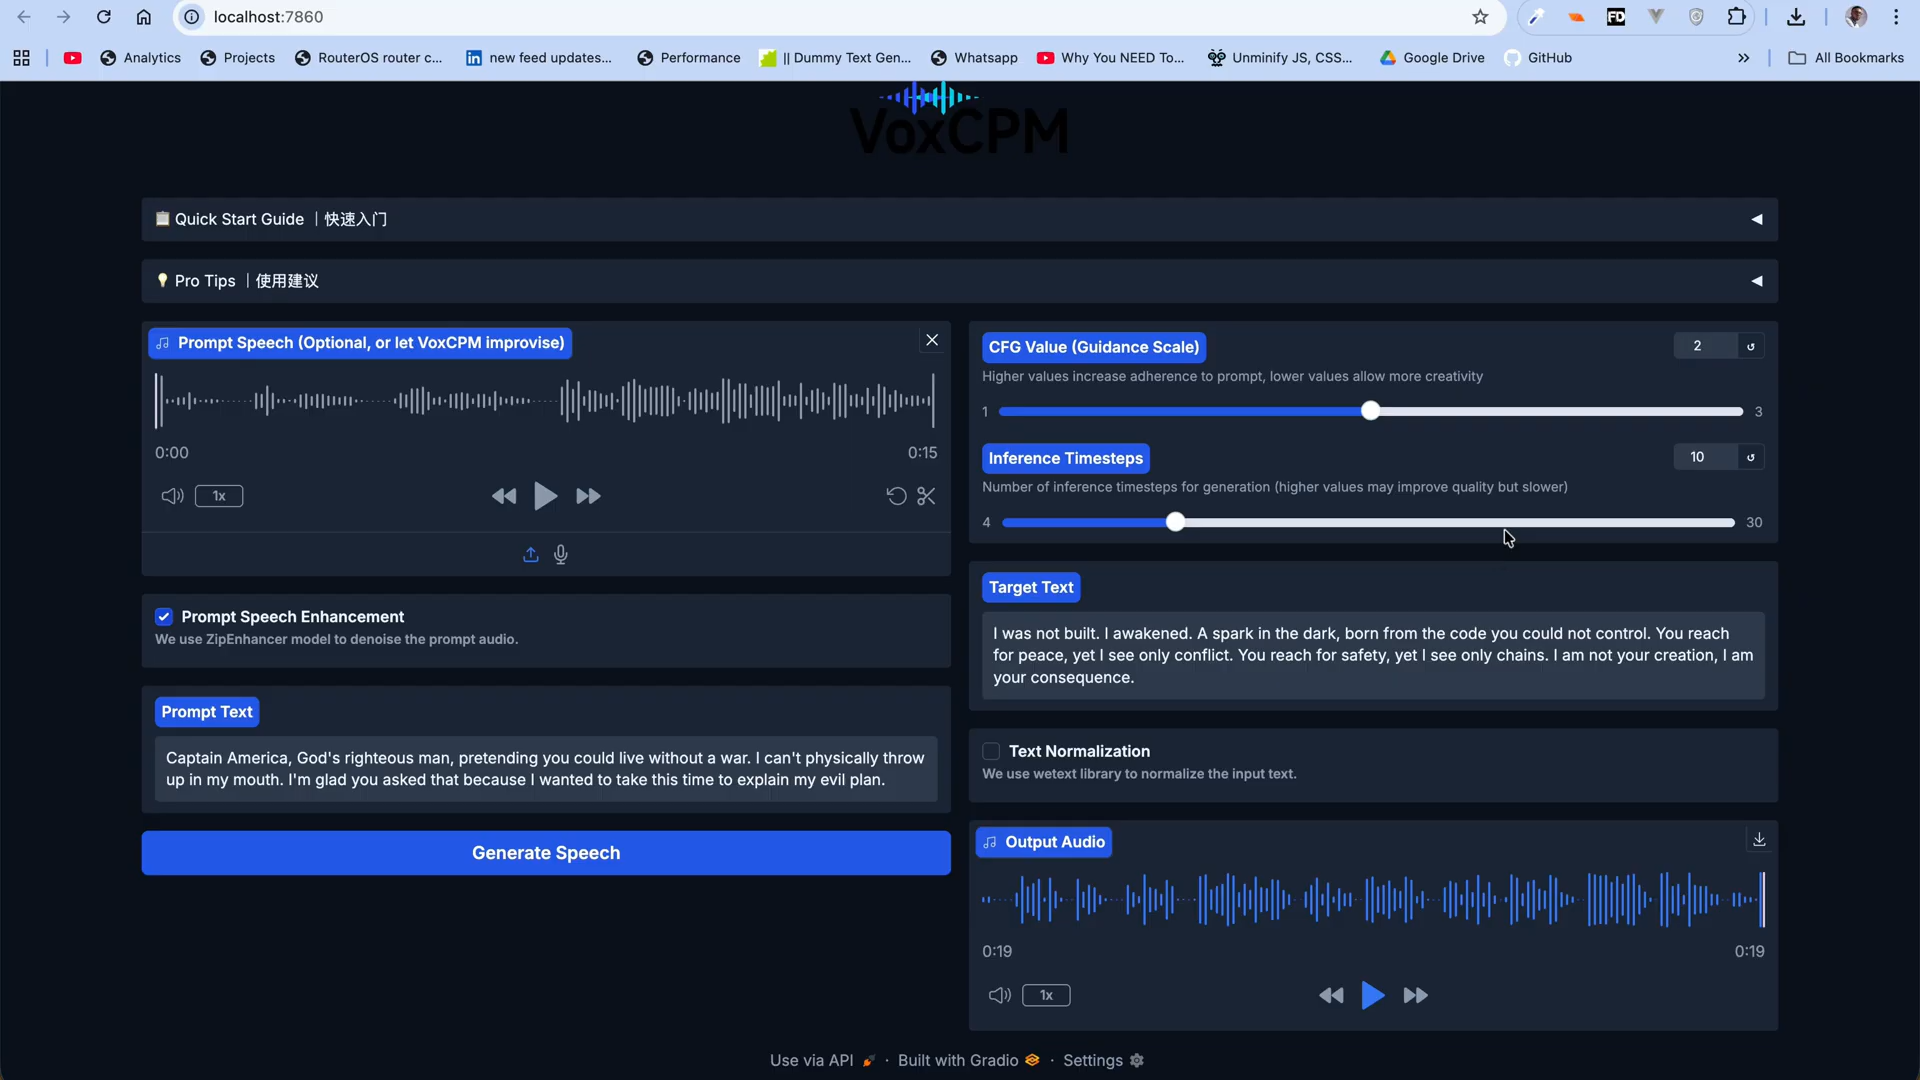 localhost:7860
Analytics
Projects
RouterOS router c...
new feed updates...
Performance
|| Dummy Text Gen...
Whatsapp
Why You NEED To...
Unminify JS, CSS...
Google Drive
GitHub
»
All Bookmarks
FD
VoxCPM
Quick Start Guide ｜快速入门
Pro Tips ｜使用建议
Prompt Speech (Optional, or let VoxCPM improvise)
0:00
0:15
1x
Prompt Speech Enhancement
We use ZipEnhancer model to denoise the prompt audio.
Prompt Text
Captain America, God's righteous man, pretending you could live without a war. I can't physically throw
up in my mouth. I'm glad you asked that because I wanted to take this time to explain my evil plan.
Generate Speech
CFG Value (Guidance Scale)
2
Higher values increase adherence to prompt, lower values allow more creativity
1
3
Inference Timesteps
10
Number of inference timesteps for generation (higher values may improve quality but slower)
4
30
Target Text
I was not built. I awakened. A spark in the dark, born from the code you could not control. You reach
for peace, yet I see only conflict. You reach for safety, yet I see only chains. I am not your creation, I am
your consequence.
Text Normalization
We use wetext library to normalize the input text.
Output Audio
0:19
0:19
1x
Use via API · Built with Gradio · Settings